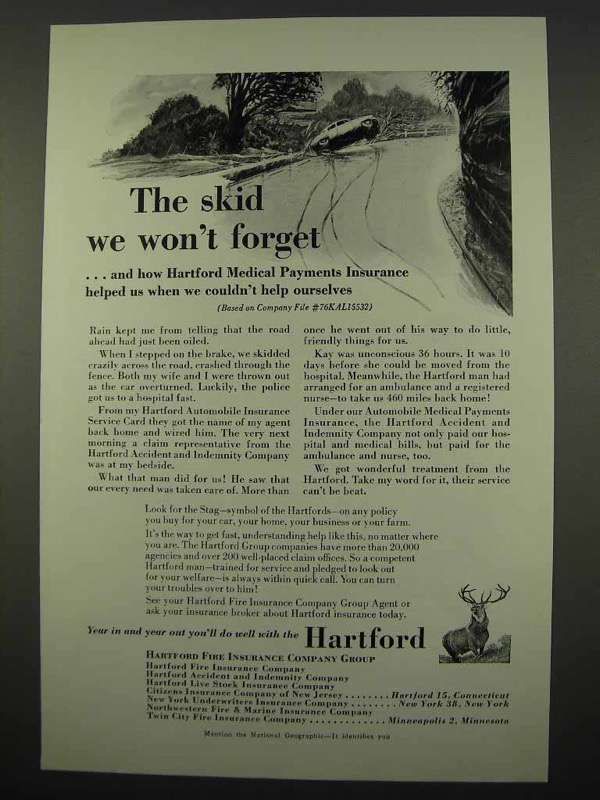 The skid
we won't forget
. . . and how Hartford Medical Payments Insurance
helped us when we couldn't help ourselves
(Based on Company File #76KAL15532)
Rain kept me from telling that the road
ahead had just been oiled.
When I stepped on the brake, we skidded
crazily across the road, crashed through the
fence. Both my wife and I were thrown out
as the car overturned. Luckily, the police
got us to a hospital fast.
From my Hartford Automobile Insurance
Service Card they got the name of my agent
back home and wired him. The very next
morning a claim representative from the
Hartford Accident and Indemnity Company
was at my bedside.
What that man did for us! He saw that
our every need was taken care of. More than
once he went out of his way to do little,
friendly things for us.
Kay was unconscious 36 hours. It was 10
days before she could be moved from the
hospital. Meanwhile, the Hartford man had
arranged for an ambulance and a registered
nurse—to take us 460 miles back home!
Under our Automobile Medical Payments
Insurance, the Hartford Accident and
Indemnity Company not only paid our hos-
pital and medical bills, but paid for the
ambulance and nurse, too.
We got wonderful treatment from the
Hartford. Take my word for it, their service
can't be beat.
Look for the Stag—symbol of the Hartfords—on any policy
you buy for your car, your home, your business or your farm.
It's the way to get fast, understanding help like this, no matter where
you are. The Hartford Group companies have more than 20,000
agencies and over 200 well-placed claim offices. So a competent
Hartford man—trained for service and pledged to look out
for your welfare—is always within quick call. You can turn
your troubles over to him!
See your Hartford Fire Insurance Company Group Agent or
ask your insurance broker about Hartford insurance today.
Year in and year out you'll do well with the Hartford
HARTFORD FIRE INSURANCE COMPANY GROUP
Hartford Fire Insurance Company
Hartford Accident and Indemnity Company
Hartford Live Stock Insurance Company
Citizens Insurance Company of New Jersey . . . . . . . . Hartford 15, Connecticut
New York Underwriters Insurance Company . . . . . . . . New York 38, New York
Northwestern Fire & Marine Insurance Company
Twin City Fire Insurance Company . . . . . . . . . . . . . Minneapolis 2, Minnesota
Mention the National Geographic—It identifies you